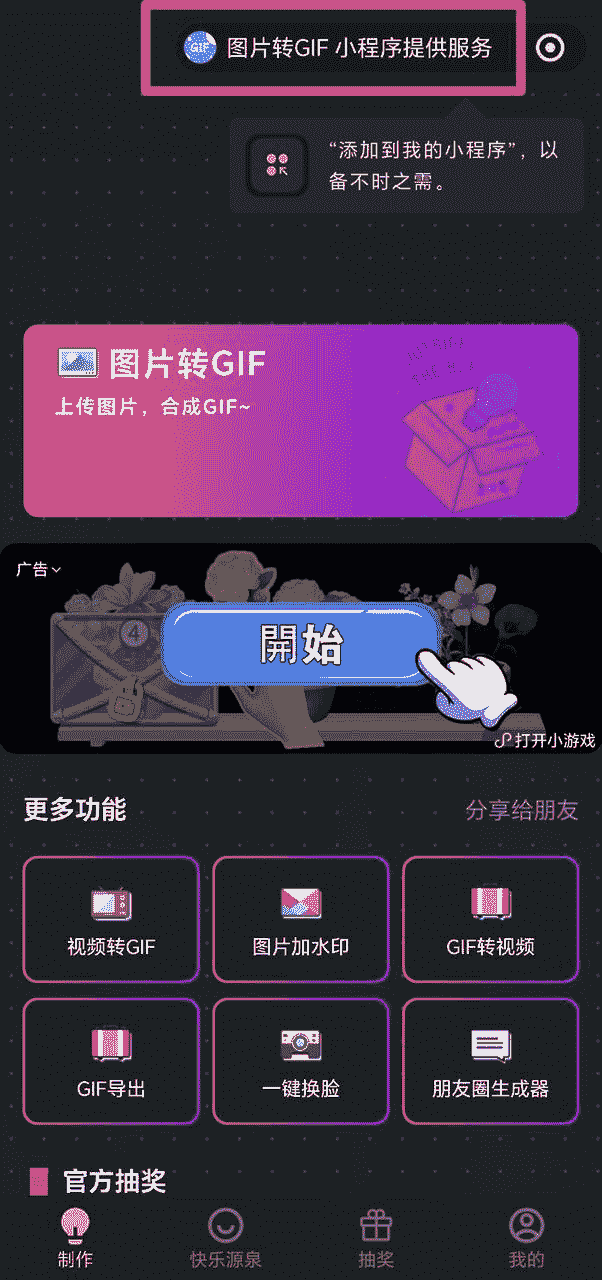 GIF 图片转GIF 小程序提供服务
“添加到我的小程序”，以
备不时之需。
图片转GIF
上传图片，合成GIF~
广告
4
開始
打开小游戏
更多功能
分享给朋友
视频转GIF
图片加水印
GIF转视频
GIF导出
一键换脸
朋友圈生成器
官方抽奖
制作
快乐源泉
抽奖
我的